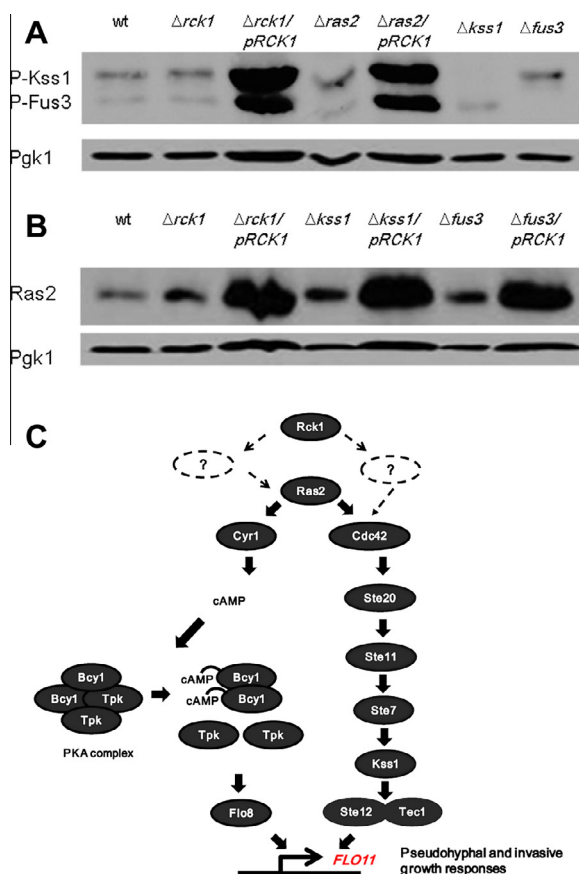 A
wt Δrck1 Δrck1/pRCK1 Δras2 Δras2/pRCK1 Δkss1 Δfus3
P-Kss1
P-Fus3
Pgk1
B
wt Δrck1 Δrck1/pRCK1 Δkss1 Δkss1/pRCK1 Δfus3 Δfus3/pRCK1
Ras2
Pgk1
C
Rck1
? ?
Ras2
Cyr1 Cdc42
cAMP
Ste20
Ste11
Bcy1
Bcy1 Tpk
Tpk
PKA complex
cAMP Bcy1
cAMP Bcy1
Tpk Tpk
Ste7
Kss1
Flo8
Ste12 Tec1
FLO11
Pseudohyphal and invasive
growth responses